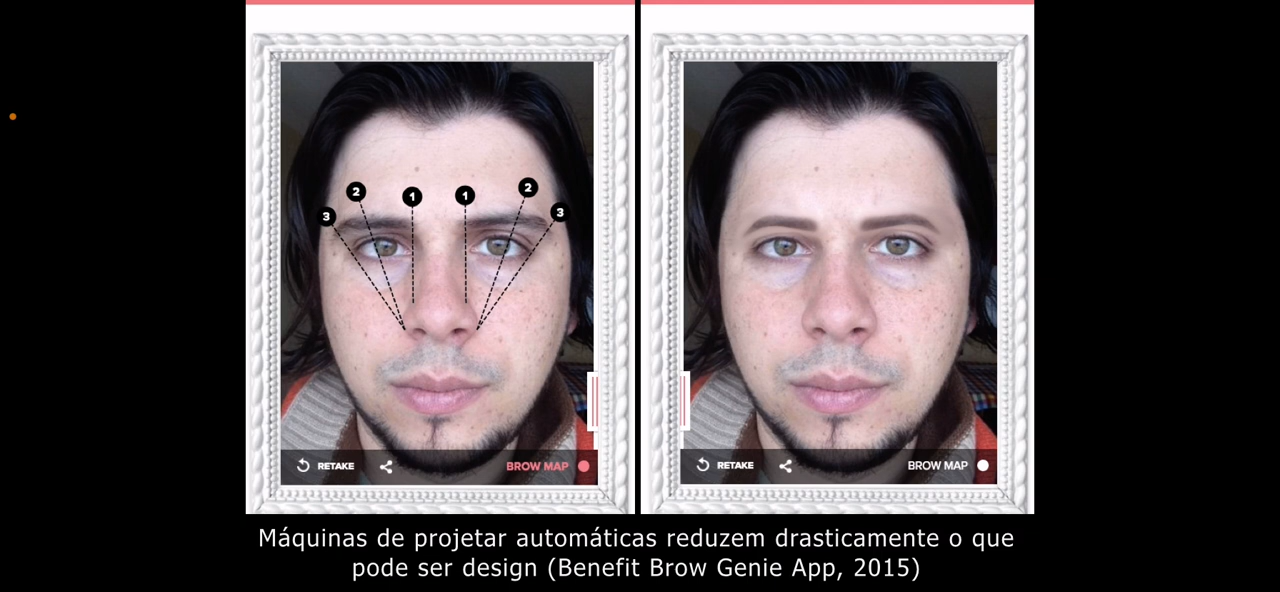 2
1
1
2
3
3
RETAKE
BROW MAP
RETAKE
BROW MAP
Máquinas de projetar automáticas reduzem drasticamente o que
pode ser design (Benefit Brow Genie App, 2015)